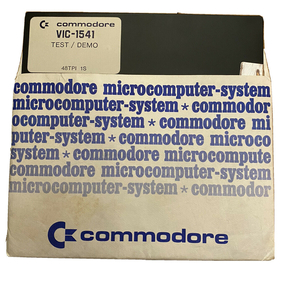 commodore
VIC-1541
TEST / DEMO
48TPI 1S
commodore microcomputer-system
microcomputer-system * commodor
ocomputer-system * commodore mi
puter-system * commodore microco
system * commodore microcompute
commodore microcomputer-system
microcomputer-system * commodor
commodore